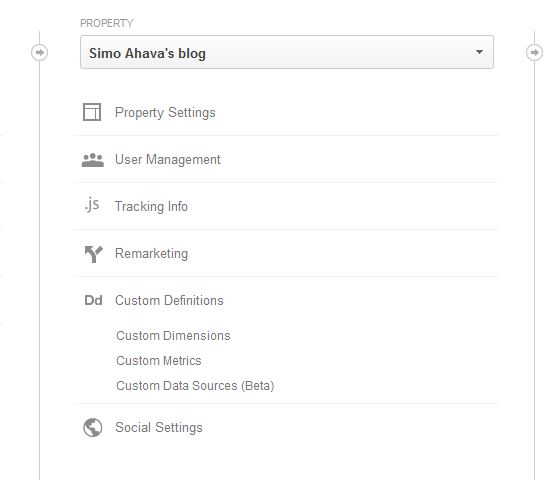 PROPERTY
Simo Ahava's blog
Property Settings
User Management
.js Tracking Info
Remarketing
Dd Custom Definitions
Custom Dimensions
Custom Metrics
Custom Data Sources (Beta)
Social Settings